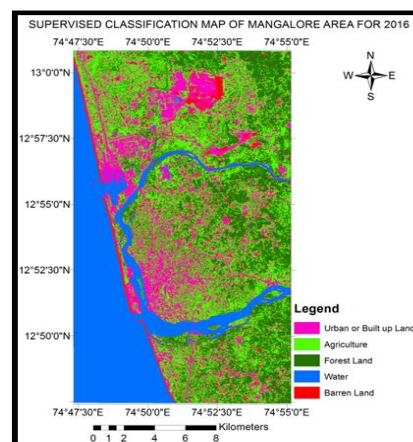 SUPERVISED CLASSIFICATION MAP OF MANGALORE AREA FOR 2016
74°47'30"E 74°50'0"E 74°52'30"E 74°55'0"E
N
W E
S
13°0'0"N
12°57'30"N
12°55'0"N
12°52'30"N
12°50'0"N
Legend
Urban or Built up Land
Agriculture
Forest Land
Water
Barren Land
74°47'30"E 74°50'0"E 74°52'30"E 74°55'0"E
Kilometers
0 1 2 4 6 8